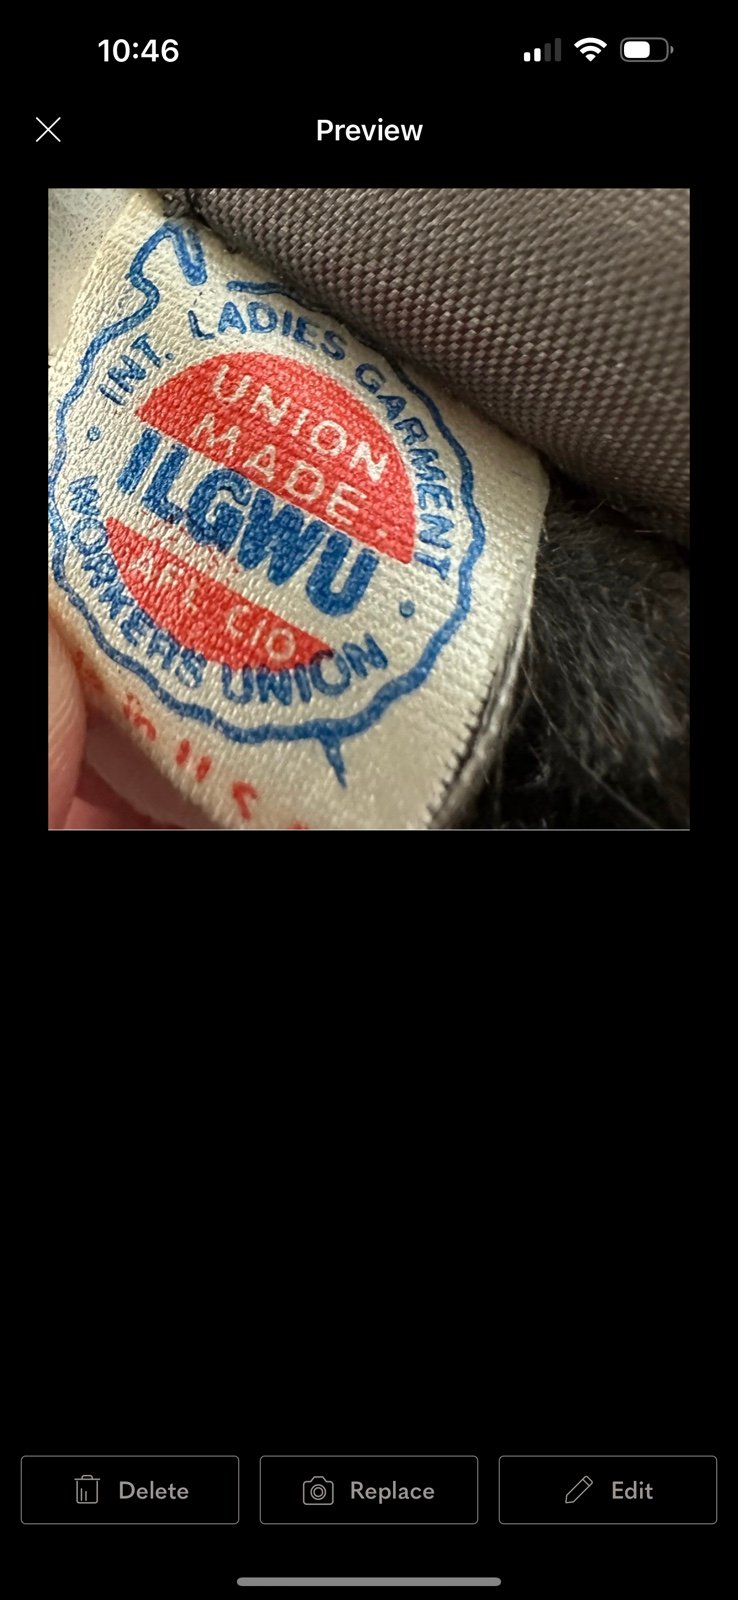 10:46
Preview
INT. LADIES GARMENT
UNION
MADE
ILGWU
AFL CIO
WORKERS UNION
Delete
Replace
Edit